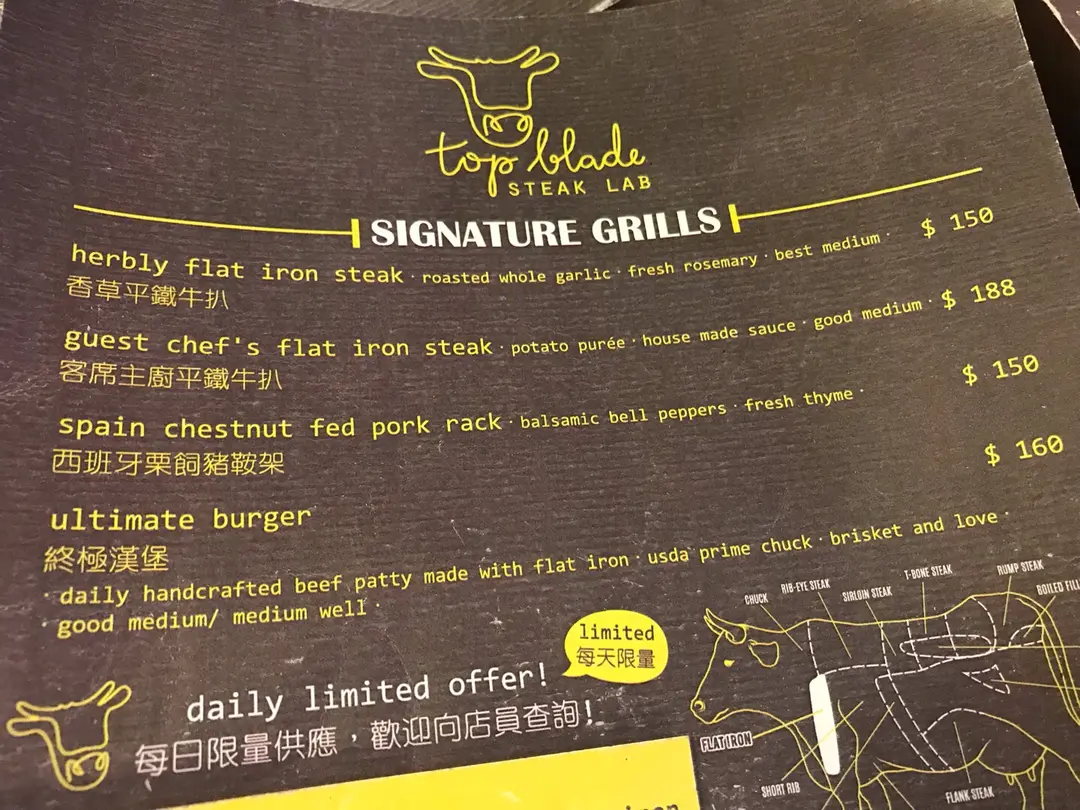 top blade
STEAK LAB
SIGNATURE GRILLS
herbly flat iron steak · roasted whole garlic · fresh rosemary · best medium · $ 150
香草平鐵牛扒
guest chef's flat iron steak · potato purée · house made sauce · good medium · $ 188
客席主廚平鐵牛扒
spain chestnut fed pork rack · balsamic bell peppers · fresh thyme · $ 150
西班牙栗飼豬鞍架
ultimate burger $ 160
終極漢堡
· daily handcrafted beef patty made with flat iron · usda prime chuck · brisket and love ·
· good medium/ medium well ·
limited
每天限量
daily limited offer!
每日限量供應，歡迎向店員查詢!
CHUCK
RIB-EYE STEAK
SIRLOIN STEAK
T-BONE STEAK
RUMP STEAK
BOILED
FLAT IRON
SHORT RIB
FLANK STEAK